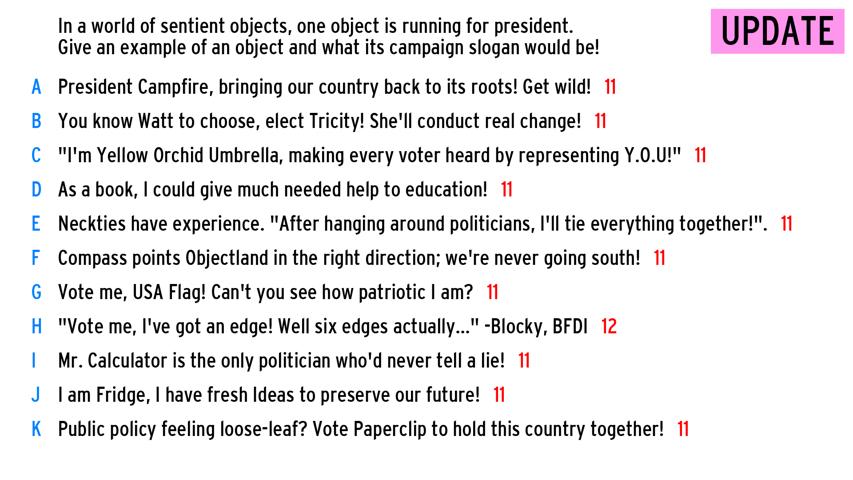 In a world of sentient objects, one object is running for president.
Give an example of an object and what its campaign slogan would be!
UPDATE
A President Campfire, bringing our country back to its roots! Get wild! 11
B You know Watt to choose, elect Tricity! She'll conduct real change! 11
C "I'm Yellow Orchid Umbrella, making every voter heard by representing Y.O.U!" 11
D As a book, I could give much needed help to education! 11
E Neckties have experience. "After hanging around politicians, I'll tie everything together!". 11
F Compass points Objectland in the right direction; we're never going south! 11
G Vote me, USA Flag! Can't you see how patriotic I am? 11
H "Vote me, I've got an edge! Well six edges actually..." -Blocky, BFDI 12
I Mr. Calculator is the only politician who'd never tell a lie! 11
J I am Fridge, I have fresh Ideas to preserve our future! 11
K Public policy feeling loose-leaf? Vote Paperclip to hold this country together! 11